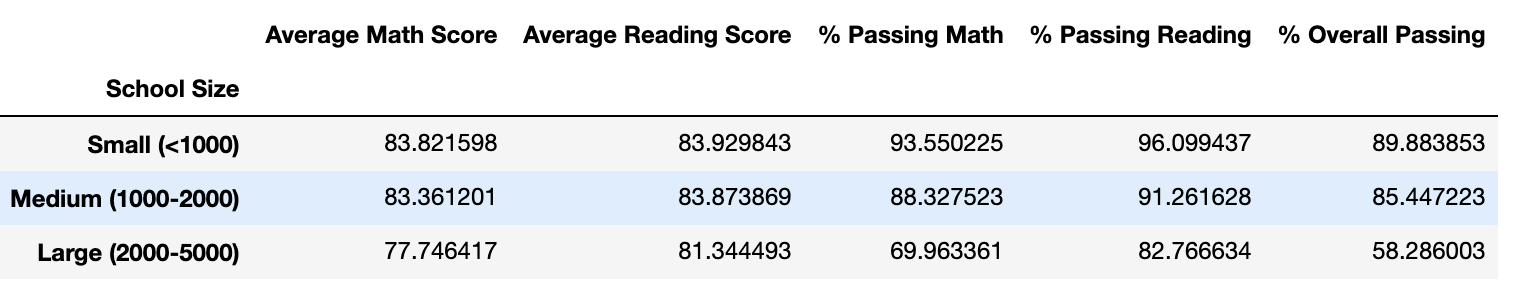 Average Math Score Average Reading Score % Passing Math % Passing Reading % Overall Passing
School Size
Small (<1000) 83.821598 83.929843 93.550225 96.099437 89.883853
Medium (1000-2000) 83.361201 83.873869 88.327523 91.261628 85.447223
Large (2000-5000) 77.746417 81.344493 69.963361 82.766634 58.286003